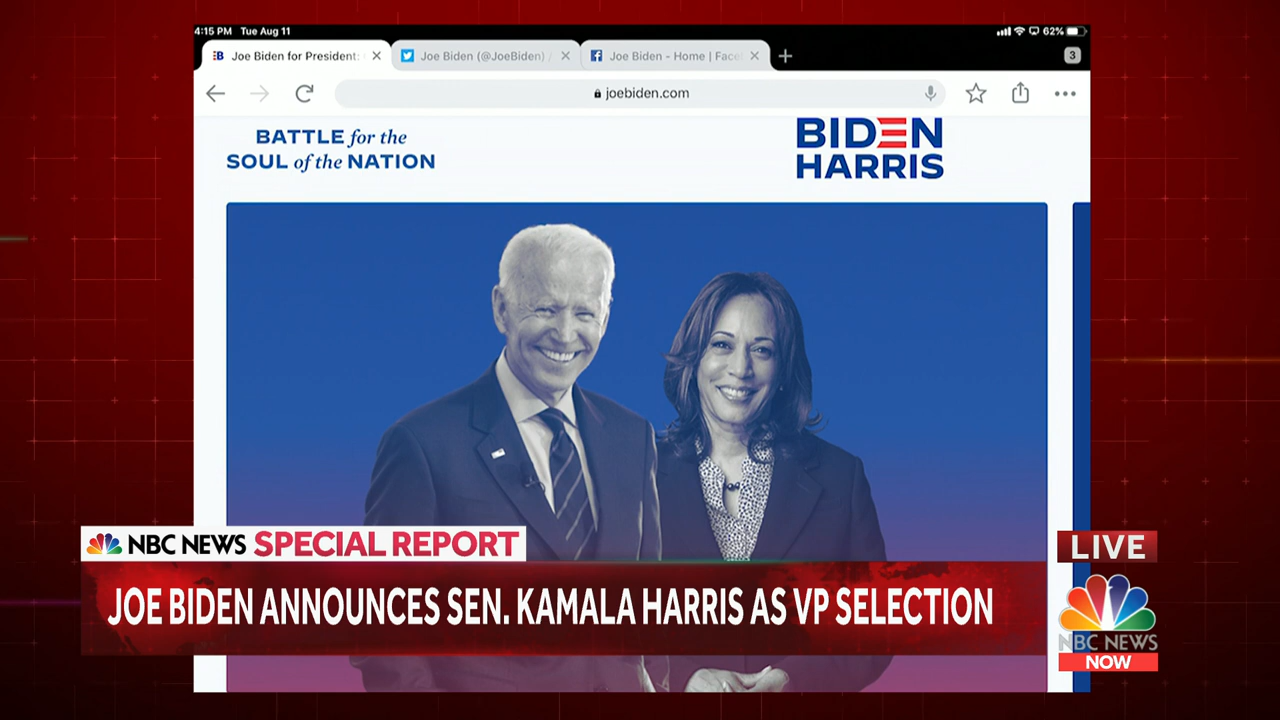 4:15 PM Tue Aug 11
62%
B Joe Biden for President:
Joe Biden (@JoeBiden) /
Joe Biden - Home | Face
3
joebiden.com
BATTLE for the
SOUL of the NATION
BIDEN
HARRIS
NBC NEWS SPECIAL REPORT
JOE BIDEN ANNOUNCES SEN. KAMALA HARRIS AS VP SELECTION
LIVE
NBC NEWS
NOW